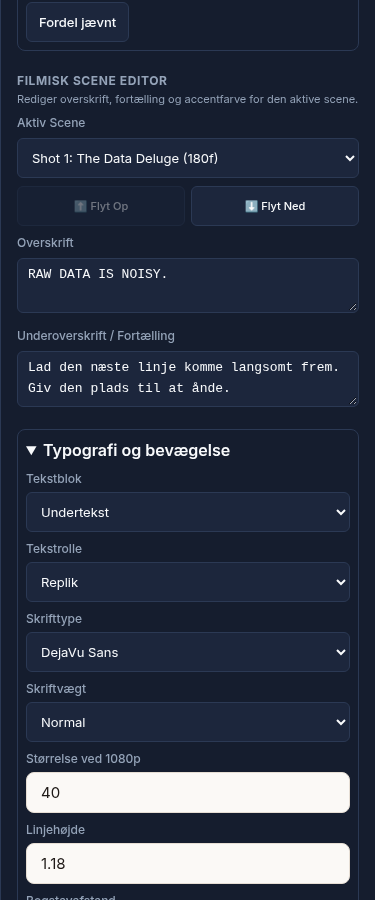 Fordel jævnt
FILMISK SCENE EDITOR
Rediger overskrift, fortælling og accentfarve for den aktive scene.
Aktiv Scene
Shot 1: The Data Deluge (180f)
⬆️ Flyt Op
⬇️ Flyt Ned
Overskrift
RAW DATA IS NOISY.
Underoverskrift / Fortælling
Lad den næste linje komme langsomt frem.
Giv den plads til at ånde.
▼ Typografi og bevægelse
Tekstblok
Undertekst
Tekstrolle
Replik
Skrifttype
DejaVu Sans
Skriftvægt
Normal
Størrelse ved 1080p
40
Linjehøjde
1.18